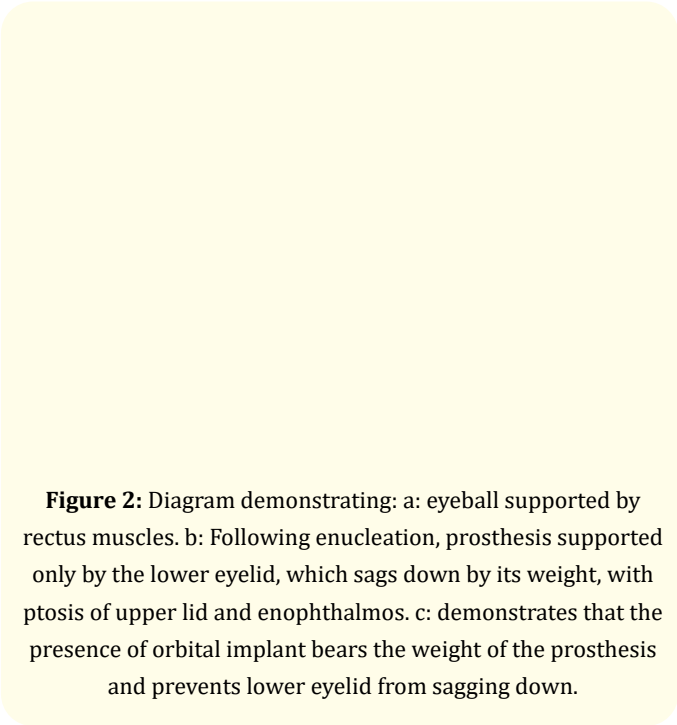 Figure 2: Diagram demonstrating: a: eyeball supported by
rectus muscles. b: Following enucleation, prosthesis supported
only by the lower eyelid, which sags down by its weight, with
ptosis of upper lid and enophthalmos. c: demonstrates that the
presence of orbital implant bears the weight of the prosthesis
and prevents lower eyelid from sagging down.